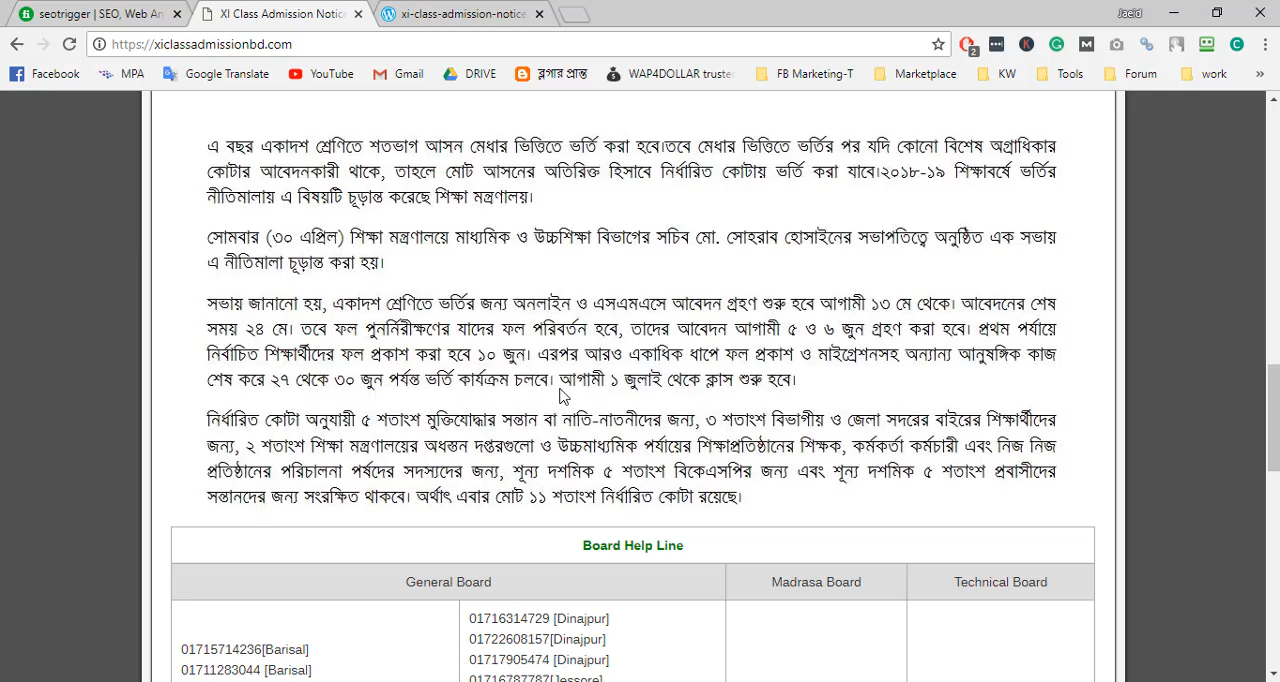 seotrigger | SEO, Web An
XI Class Admission Notic
xi-class-admission-notice
Jaeid
https://xiclassadmissionbd.com
2
Facebook
MPA
Google Translate
YouTube
Gmail
DRIVE
ব্লগার প্রান্ত
WAP4DOLLAR truste
FB Marketing-T
Marketplace
KW
Tools
Forum
work
এ বছর একাদশ শ্রেণিতে শতভাগ আসন মেধার ভিত্তিতে ভর্তি করা হবে।তবে মেধার ভিত্তিতে ভর্তির পর যদি কোনো বিশেষ অগ্রাধিকার
কোটার আবেদনকারী থাকে, তাহলে মোট আসনের অতিরিক্ত হিসাবে নির্ধারিত কোটায় ভর্তি করা যাবে।২০১৮-১৯ শিক্ষাবর্ষে ভর্তির
নীতিমালায় এ বিষয়টি চূড়ান্ত করেছে শিক্ষা মন্ত্রণালয়।
সোমবার (৩০ এপ্রিল) শিক্ষা মন্ত্রণালয়ে মাধ্যমিক ও উচ্চশিক্ষা বিভাগের সচিব মো. সোহরাব হোসাইনের সভাপতিত্বে অনুষ্ঠিত এক সভায়
এ নীতিমালা চূড়ান্ত করা হয়।
সভায় জানানো হয়, একাদশ শ্রেণিতে ভর্তির জন্য অনলাইন ও এসএমএসে আবেদন গ্রহণ শুরু হবে আগামী ১৩ মে থেকে। আবেদনের শেষ
সময় ২৪ মে। তবে ফল পুনর্নিরীক্ষণের যাদের ফল পরিবর্তন হবে, তাদের আবেদন আগামী ৫ ও ৬ জুন গ্রহণ করা হবে। প্রথম পর্যায়ে
নির্বাচিত শিক্ষার্থীদের ফল প্রকাশ করা হবে ১০ জুন। এরপর আরও একাধিক ধাপে ফল প্রকাশ ও মাইগ্রেশনসহ অন্যান্য আনুষঙ্গিক কাজ
শেষ করে ২৭ থেকে ৩০ জুন পর্যন্ত ভর্তি কার্যক্রম চলবে। আগামী ১ জুলাই থেকে ক্লাস শুরু হবে।
নির্ধারিত কোটা অনুযায়ী ৫ শতাংশ মুক্তিযোদ্ধার সন্তান বা নাতি-নাতনীদের জন্য, ৩ শতাংশ বিভাগীয় ও জেলা সদরের বাইরের শিক্ষার্থীদের
জন্য, ২ শতাংশ শিক্ষা মন্ত্রণালয়ের অধস্তন দপ্তরগুলো ও উচ্চমাধ্যমিক পর্যায়ের শিক্ষাপ্রতিষ্ঠানের শিক্ষক, কর্মকর্তা কর্মচারী এবং নিজ নিজ
প্রতিষ্ঠানের পরিচালনা পর্ষদের সদস্যদের জন্য, শূন্য দশমিক ৫ শতাংশ বিকেএসপির জন্য এবং শূন্য দশমিক ৫ শতাংশ প্রবাসীদের
সন্তানদের জন্য সংরক্ষিত থাকবে। অর্থাৎ এবার মোট ১১ শতাংশ নির্ধারিত কোটা রয়েছে।
Board Help Line
General Board
Madrasa Board
Technical Board
01715714236[Barisal]
01711283044 [Barisal]
01716314729 [Dinajpur]
01722608157[Dinajpur]
01717905474 [Dinajpur]
01716787787[Jessore]